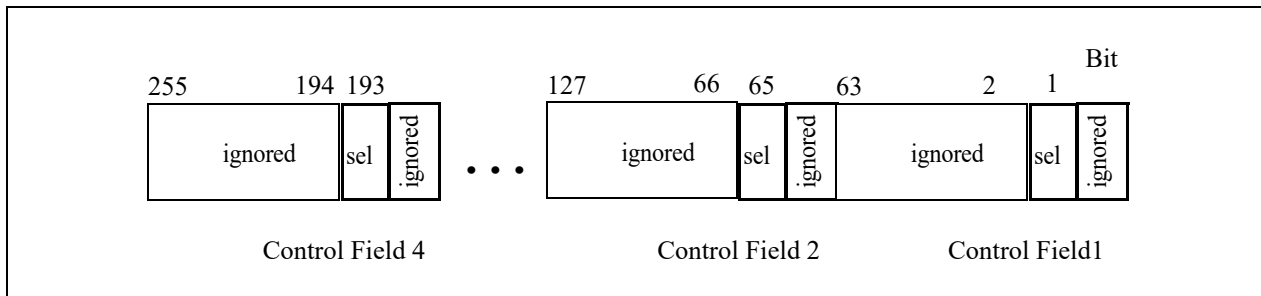 Bit
255 194 193 127 66 65 63 2 1
ignored sel ignored . . . ignored sel ignored ignored sel ignored
Control Field 4 Control Field 2 Control Field1